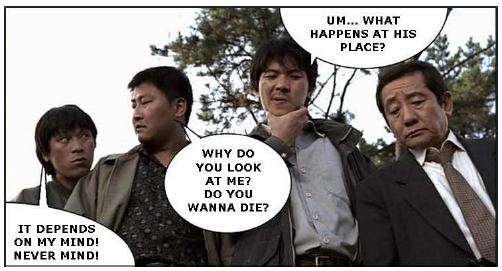 UM... WHAT
HAPPENS AT HIS
PLACE?
WHY DO
YOU LOOK
AT ME?
DO YOU
WANNA DIE?
IT DEPENDS
ON MY MIND!
NEVER MIND!